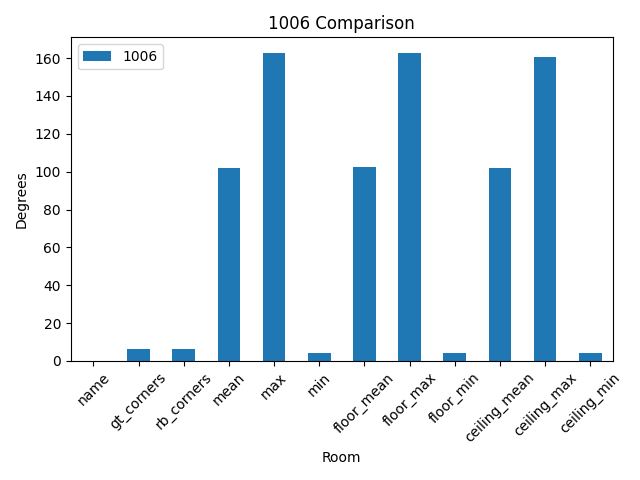 1006 Comparison
1006
Degrees
160
140
120
100
80
60
40
20
0
name
gt_corners
rb_corners
mean
max
min
floor_mean
floor_max
floor_min
ceiling_mean
ceiling_max
ceiling_min
Room